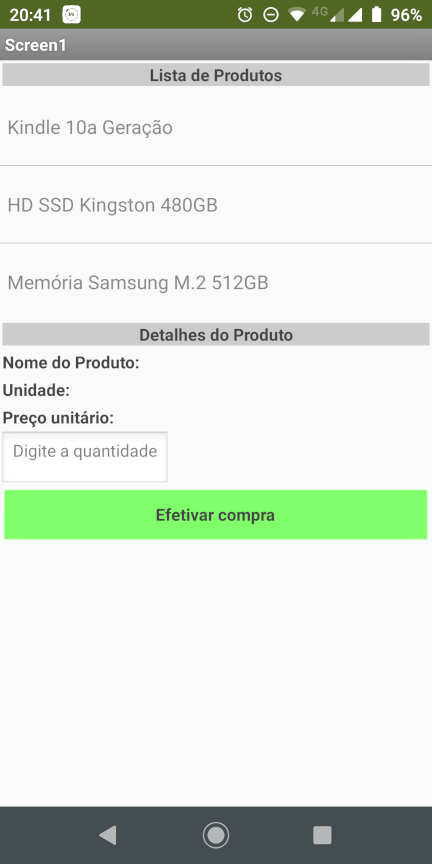 20:41 4G 96%
Screen1
Lista de Produtos
Kindle 10a Geração
HD SSD Kingston 480GB
Memória Samsung M.2 512GB
Detalhes do Produto
Nome do Produto:
Unidade:
Preço unitário:
Digite a quantidade
Efetivar compra